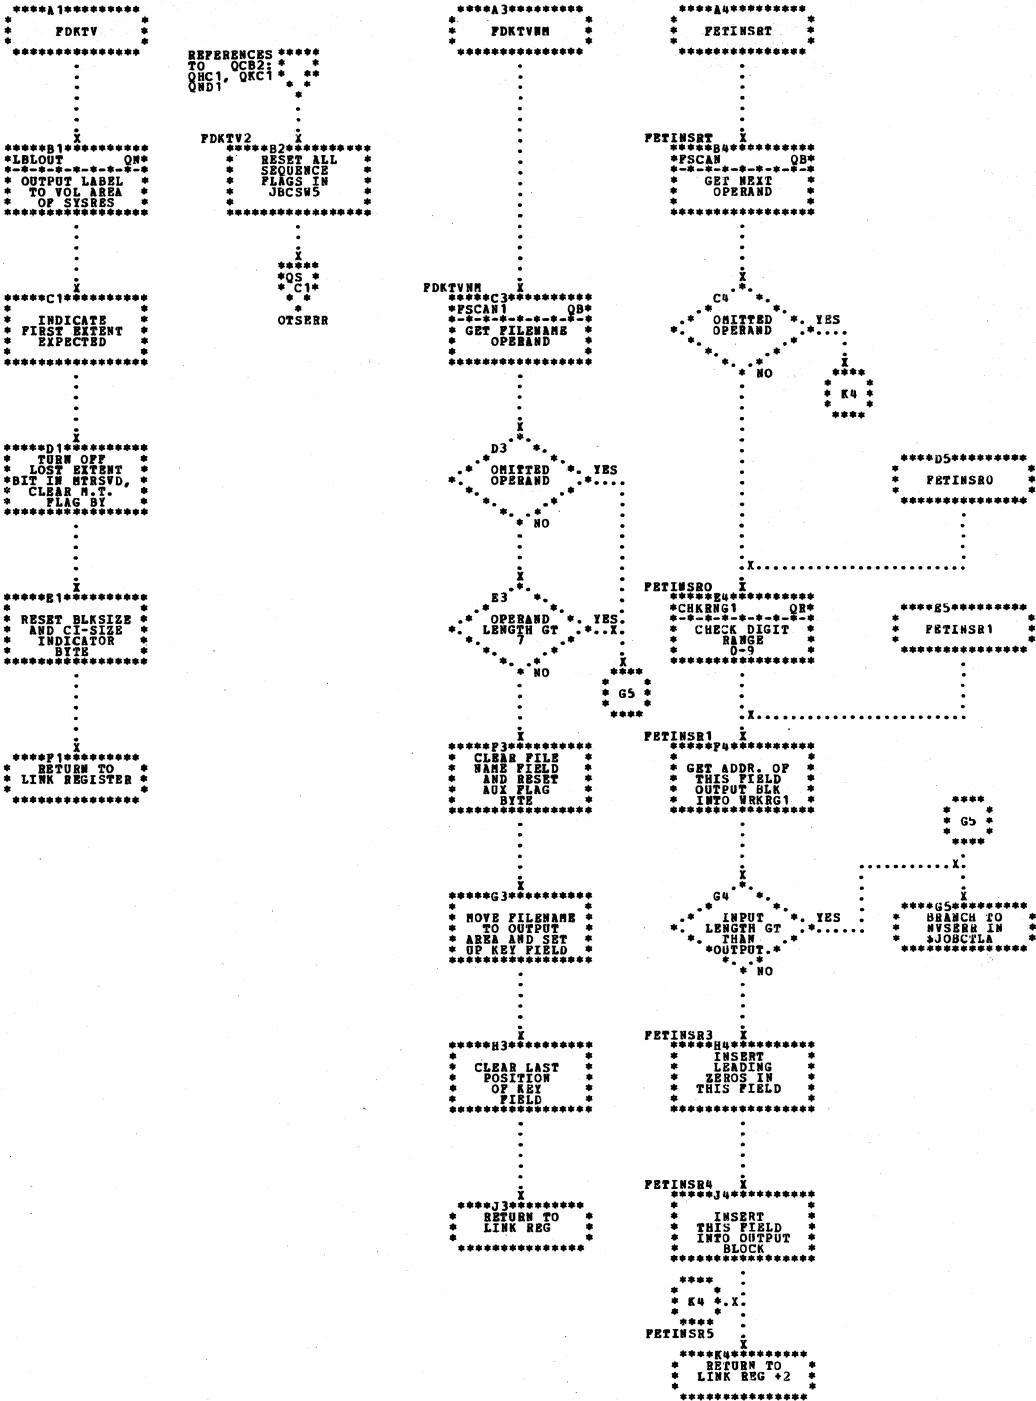 A1
FDKTV
REFERENCES
TO QCB2:
QHC1, QKC1
QND1
B1
LBLOUT QN
OUTPUT LABEL
TO VOL AREA
OF SYSRES
FDKTV2
B2
RESET ALL
SEQUENCE
FLAGS IN
JBCSW5
C1
INDICATE
FIRST EXTENT
EXPECTED
QS
C1
OTSERR
D1
TURN OFF
LOST EXTENT
BIT IN MTRSVD,
CLEAR M.T.
FLAG BY
E1
RESET BLKSIZE
AND CI-SIZE
INDICATOR
BYTE
F1
RETURN TO
LINK REGISTER
A3
FDKTVNM
FDKTVNM
C3
FSCAN1 QB
GET FILENAME
OPERAND
D3
OMITTED
OPERAND
YES
NO
E3
OPERAND
LENGTH GT
7
YES
NO
G5
F3
CLEAR FILE
NAME FIELD
AND RESET
AUX FLAG
BYTE
G3
MOVE FILENAME
TO OUTPUT
AREA AND SET
UP KEY FIELD
H3
CLEAR LAST
POSITION
OF KEY
FIELD
J3
RETURN TO
LINK REG
A4
FETINSRT
FETINSRT
B4
FSCAN QB
GET NEXT
OPERAND
C4
OMITTED
OPERAND
YES
NO
K4
D5
FETINSR0
FETINSR0
E4
CHKRNG1 QR
CHECK DIGIT
RANGE
0-9
E5
FETINSR1
FETINSR1
F4
GET ADDR. OF
THIS FIELD
OUTPUT BLK
INTO WRKRG1
G5
G4
INPUT
LENGTH GT
THAN
OUTPUT.
YES
NO
G5
BRANCH TO
NVSERR IN
$JOBCTLA
FETINSR3
H4
INSERT
LEADING
ZEROS IN
THIS FIELD
FETINSR4
J4
INSERT
THIS FIELD
INTO OUTPUT
BLOCK
K4
FETINSR5
K4
RETURN TO
LINK REG +2